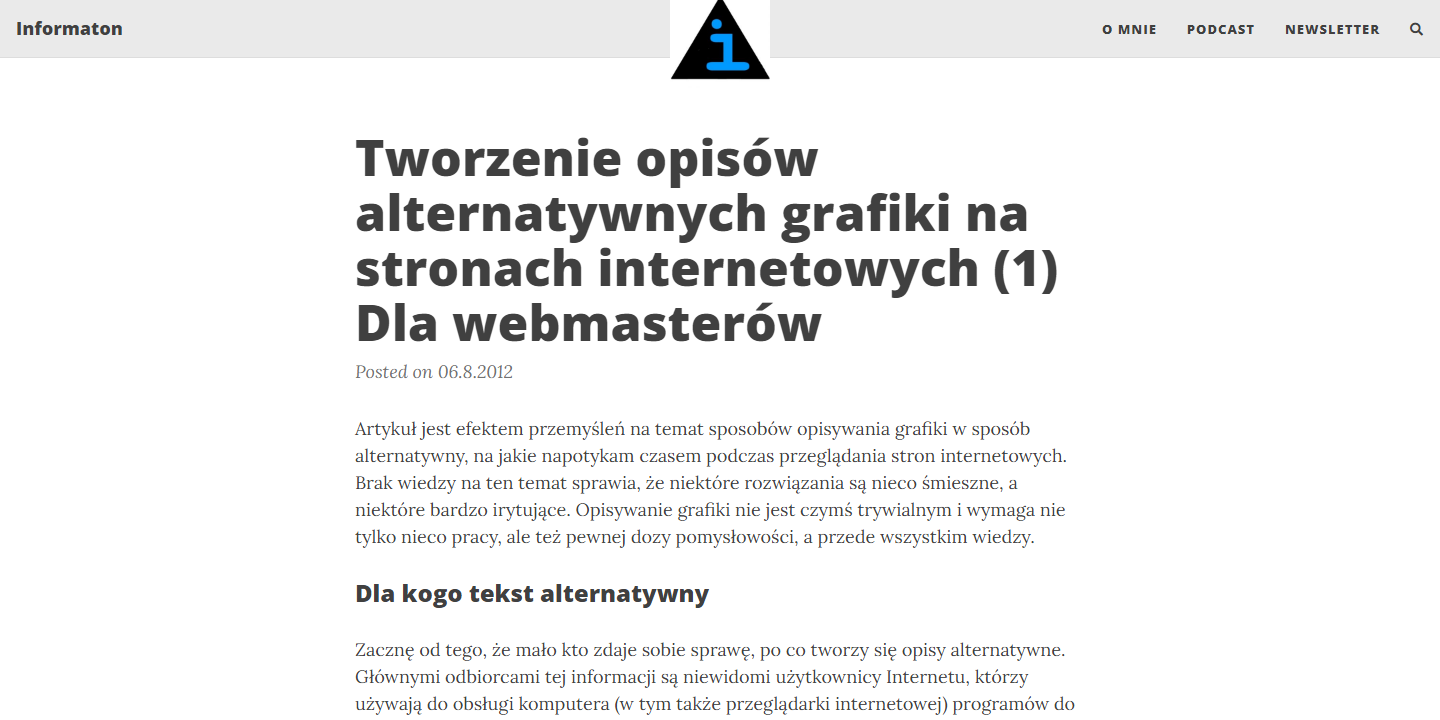 Informaton
i
O MNIE
PODCAST
NEWSLETTER
Tworzenie opisów
alternatywnych grafiki na
stronach internetowych (1)
Dla webmasterów
Posted on 06.8.2012
Artykuł jest efektem przemyśleń na temat sposobów opisywania grafiki w sposób
alternatywny, na jakie napotykam czasem podczas przeglądania stron internetowych.
Brak wiedzy na ten temat sprawia, że niektóre rozwiązania są nieco śmieszne, a
niektóre bardzo irytujące. Opisywanie grafiki nie jest czymś trywialnym i wymaga nie
tylko nieco pracy, ale też pewnej dozy pomysłowości, a przede wszystkim wiedzy.
Dla kogo tekst alternatywny
Zacznę od tego, że mało kto zdaje sobie sprawę, po co tworzy się opisy alternatywne.
Głównymi odbiorcami tej informacji są niewidomi użytkownicy Internetu, którzy
używają do obsługi komputera (w tym także przeglądarki internetowej) programów do